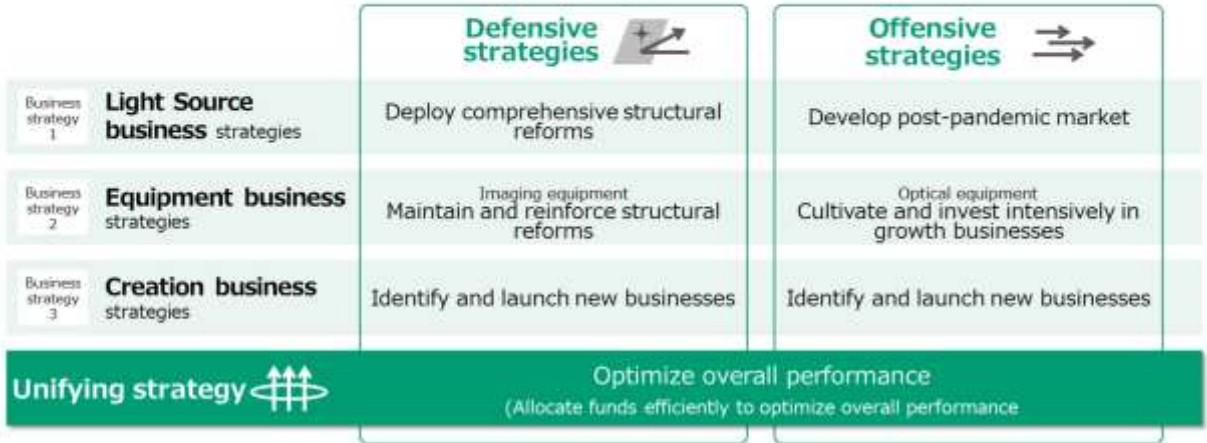 Defensive
strategies
Offensive
strategies
Business
strategy
1
Light Source
business strategies
Deploy comprehensive structural
reforms
Develop post-pandemic market
Business
strategy
2
Equipment business
strategies
Imaging equipment
Maintain and reinforce structural
reforms
Optical equipment
Cultivate and invest intensively in
growth businesses
Business
strategy
3
Creation business
strategies
Identify and launch new businesses
Identify and launch new businesses
Unifying strategy
Optimize overall performance
(Allocate funds efficiently to optimize overall performance